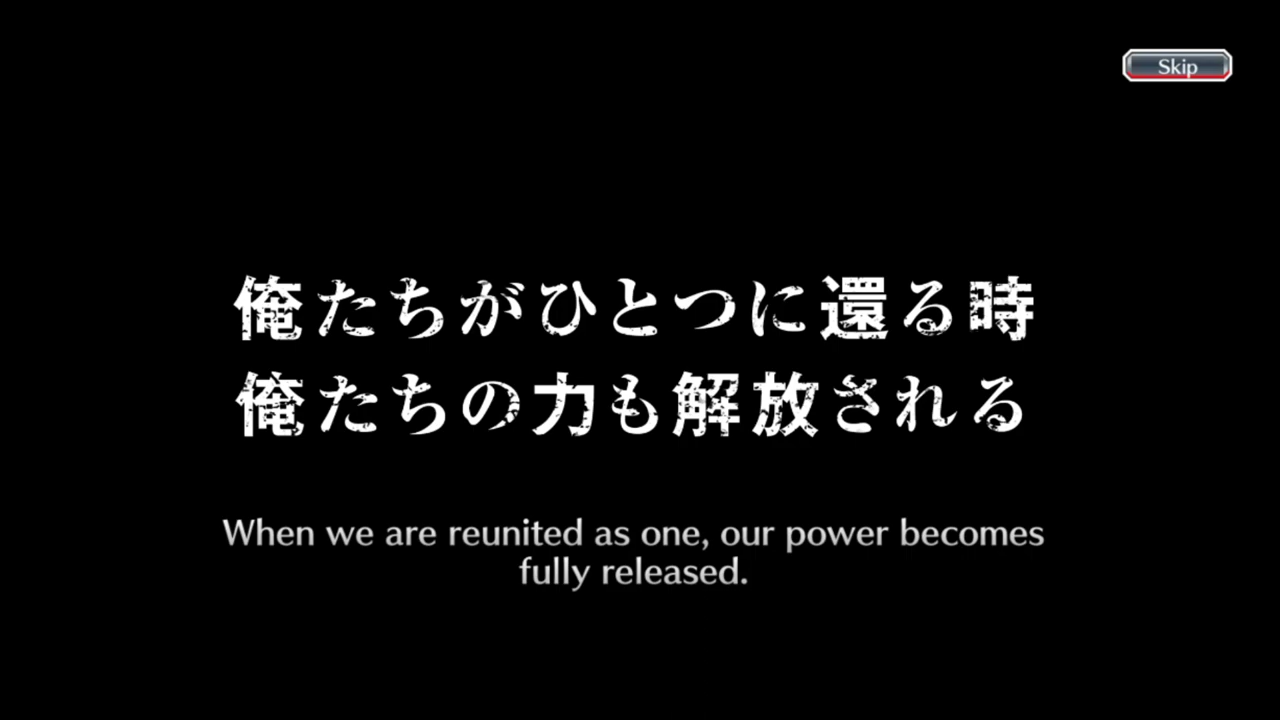 Skip
俺たちがひとつに還る時
俺たちの力も解放される
When we are reunited as one, our power becomes
fully released.